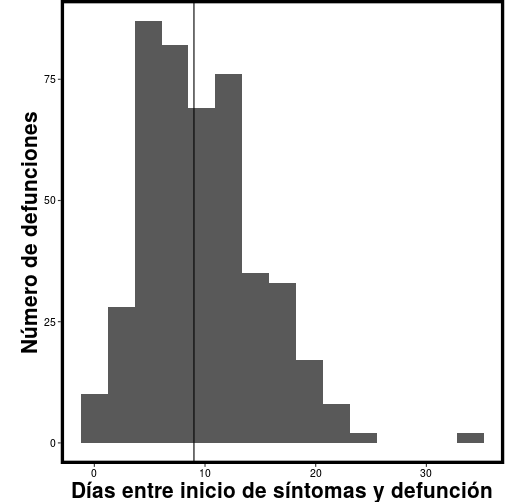 Número de defunciones
75
50
25
0
0 10 20 30
Días entre inicio de síntomas y defunción